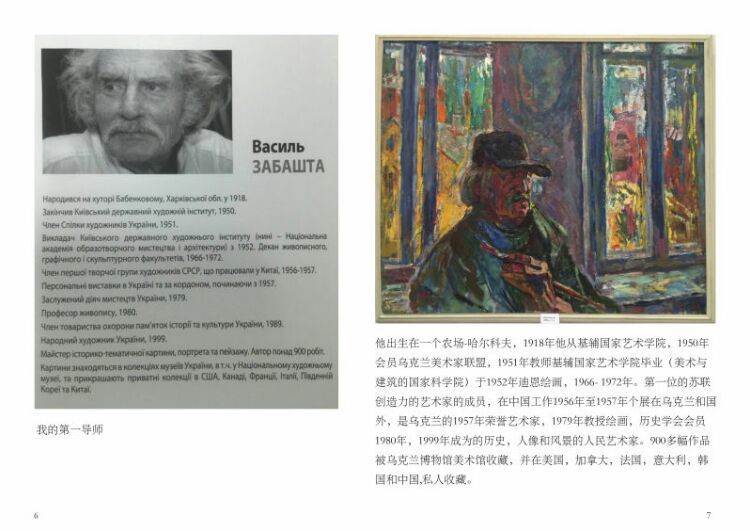 Василь
ЗАБАШТА
Народився на хуторі Бабенковому, Харківської обл. у 1918.
Закінчив Київський державний художній інститут, 1950.
Член Спілки художників України, 1951.
Викладач Київського державного художнього інституту (нині – Національна
академія образотворчого мистецтва і архітектури) з 1952. Декан живописного,
графічного і скульптурного факультетів, 1966-1972.
Член першої творчої групи художників СРСР, що працювали у Китаї, 1956-1957.
Персональні виставки в Україні та за кордоном, починаючи з 1957.
Заслужений діяч мистецтв України, 1979.
Професор живопису, 1980.
Член товариства охорони пам'яток історії та культури України, 1989.
Народний художник України, 1999.
Майстер історико-тематичної картини, портрета та пейзажу. Автор понад 900 робіт.
Картини знаходяться в колекціях музеїв України, в т.ч. у Національному художньому
музеї, та прикрашають приватні колекції в США, Канаді, Франції, Італії, Південній
Кореї та Китаї.
我的第一导师
6
他出生在一个农场-哈尔科夫，1918年他从基辅国家艺术学院，1950年
会员乌克兰美术家联盟，1951年教师基辅国家艺术学院毕业（美术与
建筑的国家科学院）于1952年迪恩绘画，1966- 1972年。第一位的苏联
创造力的艺术家的成员，在中国工作1956年至1957年个展在乌克兰和国
外，是乌克兰的1957年荣誉艺术家，1979年教授绘画，历史学会会员
1980年，1999年成为的历史，人像和风景的人民艺术家。900多幅作品
被乌克兰博物馆美术馆收藏，并在美国，加拿大，法国，意大利，韩
国和中国,私人收藏。
7